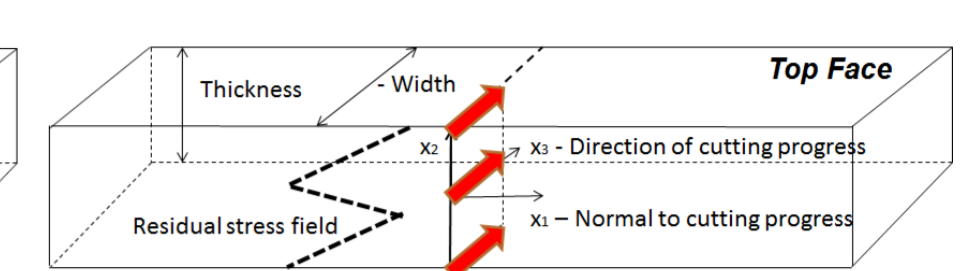 Top Face
Thickness
- Width
x2
x3 - Direction of cutting progress
x1 – Normal to cutting progress
Residual stress field